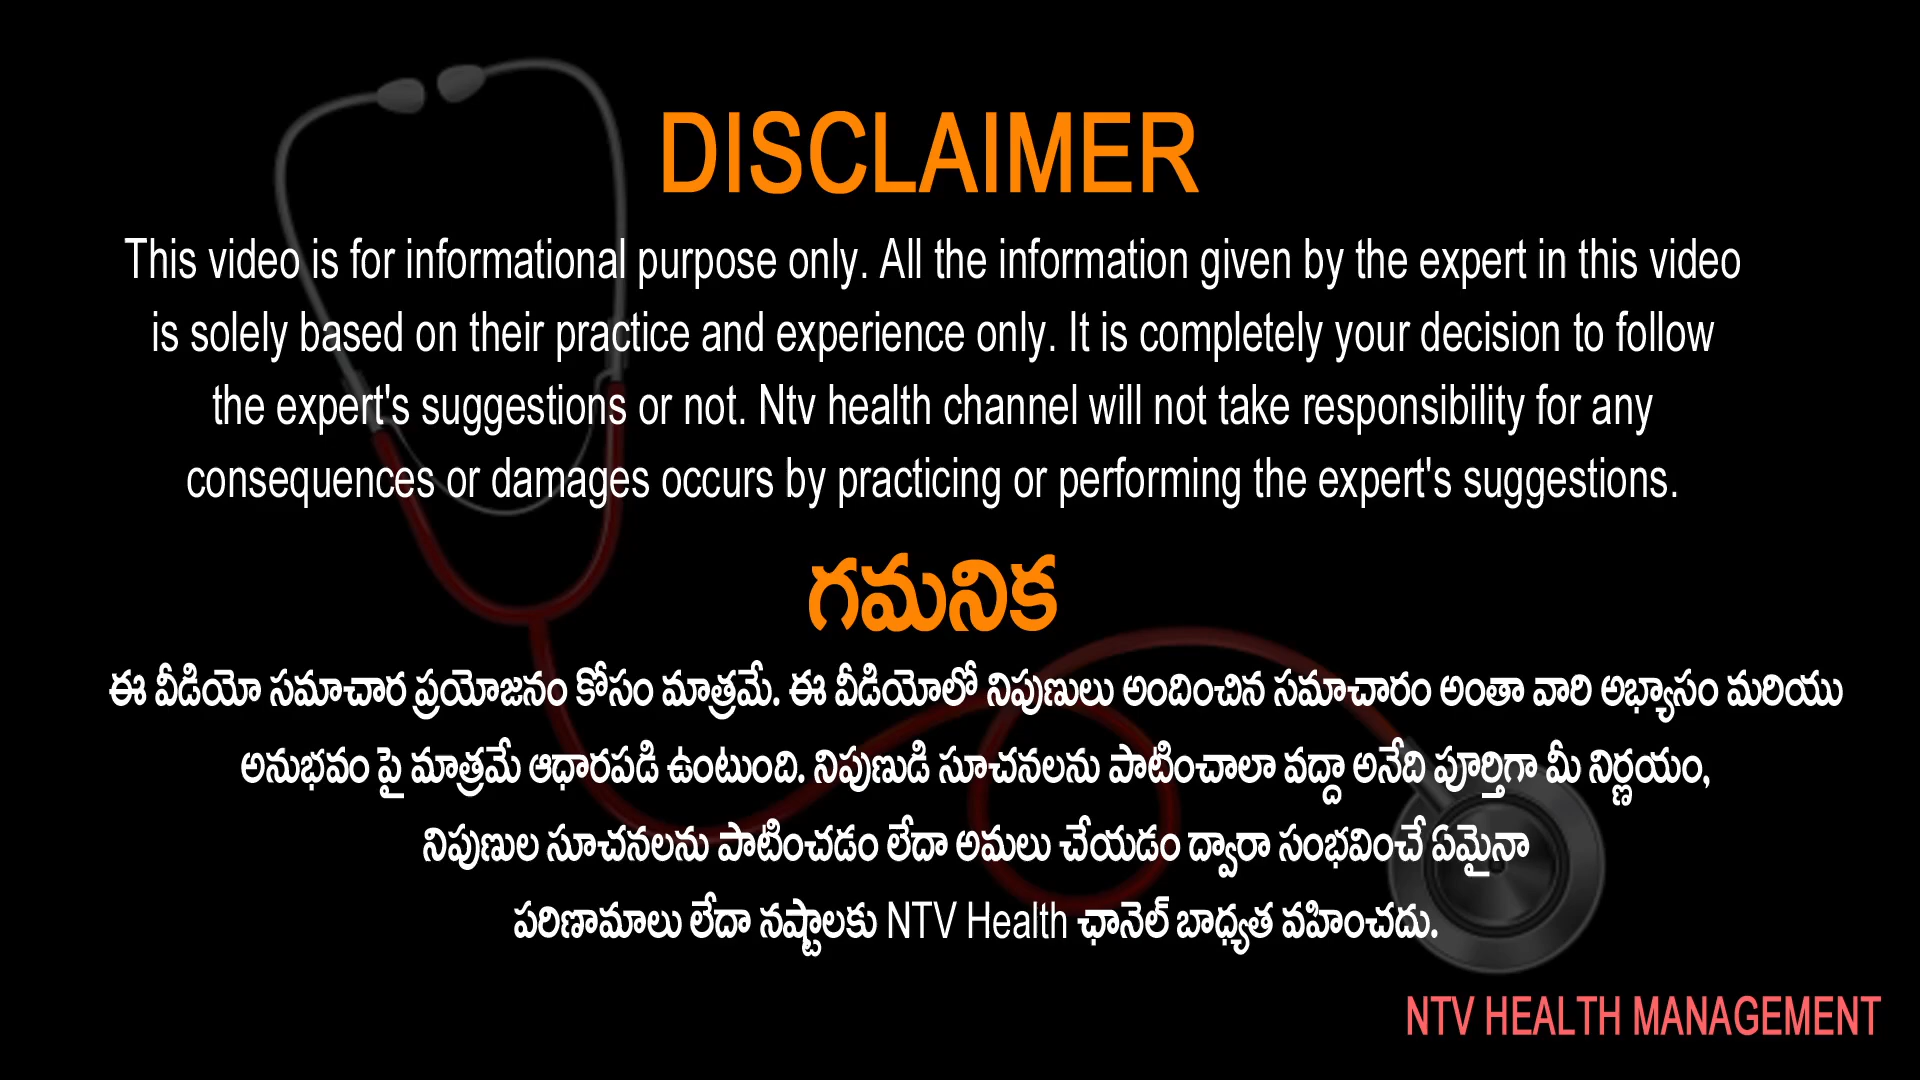 DISCLAIMER
This video is for informational purpose only. All the information given by the expert in this video
is solely based on their practice and experience only. It is completely your decision to follow
the expert's suggestions or not. Ntv health channel will not take responsibility for any
consequences or damages occurs by practicing or performing the expert's suggestions.
గమనిక
ఈ వీడియో సమాచార ప్రయోజనం కోసం మాత్రమే. ఈ వీడియోలో నిపుణులు అందించిన సమాచారం అంతా వారి అభ్యాసం మరియు
అనుభవం పై మాత్రమే ఆధారపడి ఉంటుంది. నిపుణుడి సూచనలను పాటించాలా వద్దా అనేది పూర్తిగా మీ నిర్ణయం,
నిపుణుల సూచనలను పాటించడం లేదా అమలు చేయడం ద్వారా సంభవించే ఏమైనా
పరిణామాలు లేదా నష్టాలకు NTV Health ఛానెల్ బాధ్యత వహించదు.
NTV HEALTH MANAGEMENT